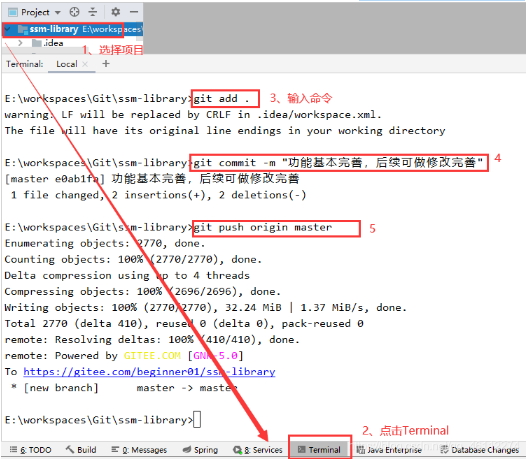 Project
ssm-library E:\workspaces\
1、选择项目
.idea
Terminal: Local × +
E:\workspaces\Git\ssm-library>git add .
3、输入命令
warning: LF will be replaced by CRLF in .idea/workspace.xml.
The file will have its original line endings in your working directory
E:\workspaces\Git\ssm-library>git commit -m "功能基本完善，后续可做修改完善"
4
[master e0ab1fa] 功能基本完善，后续可做修改完善
1 file changed, 2 insertions(+), 2 deletions(-)
E:\workspaces\Git\ssm-library>git push origin master
5
Enumerating objects: 2770, done.
Counting objects: 100% (2770/2770), done.
Delta compression using up to 4 threads
Compressing objects: 100% (2696/2696), done.
Writing objects: 100% (2770/2770), 32.24 MiB | 1.37 MiB/s, done.
Total 2770 (delta 410), reused 0 (delta 0), pack-reused 0
remote: Resolving deltas: 100% (410/410), done.
remote: Powered by GITEE.COM [GNK-5.0]
To https://gitee.com/beginner01/ssm-library
* [new branch] master -> master
E:\workspaces\Git\ssm-library>
2、点击Terminal
6: TODO Build 0: Messages Spring 8: Services Terminal Java Enterprise Database Changes